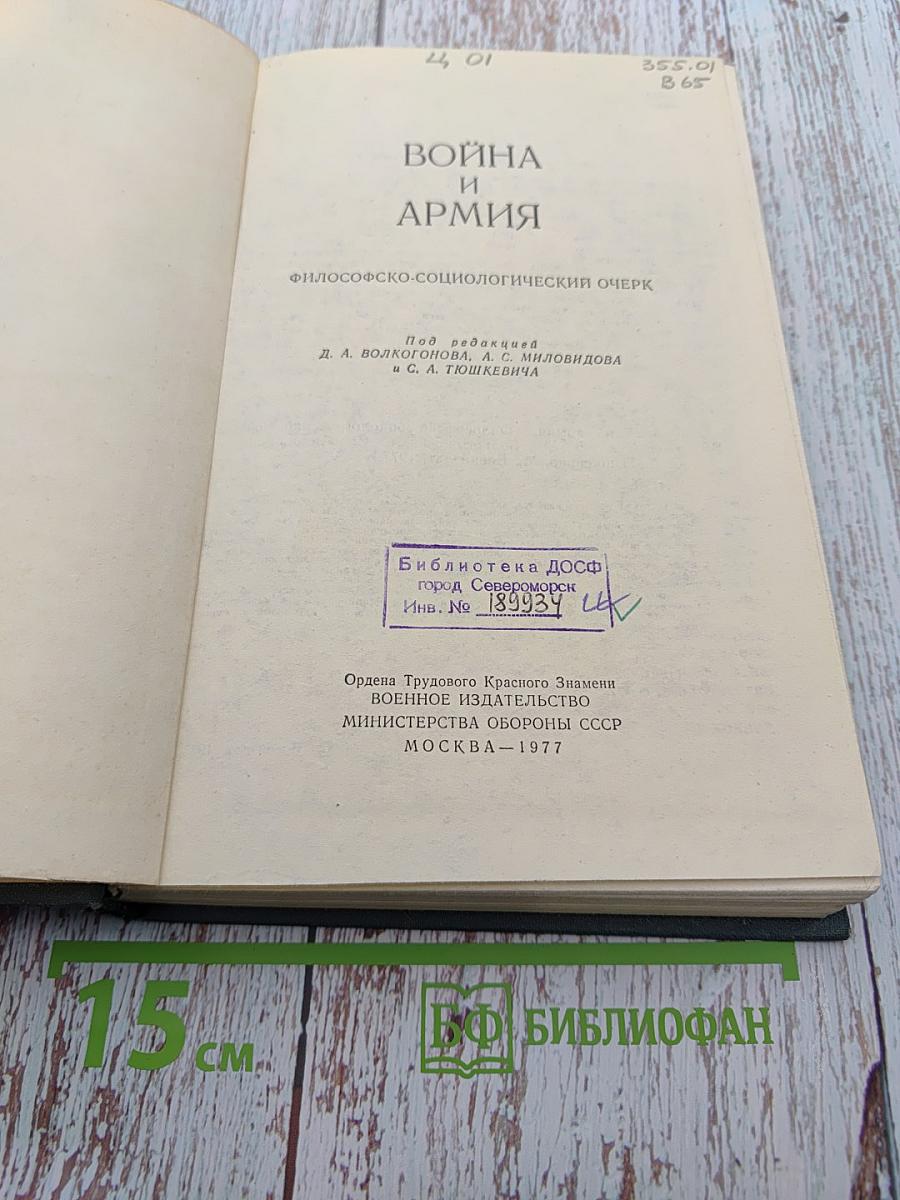 Ц 01
355.01
В 65
ВОЙНА
И
АРМИЯ
ФИЛОСОФСКО-СОЦИОЛОГИЧЕСКИЙ ОЧЕРК
Под редакцией
Д. А. ВОЛКОГОНОВА, А. С. МИЛОВИДОВА
и С. А. ТЮШКЕВИЧА
Библиотека ДОСФ
город Североморск
Инв. № 189934
Ордена Трудового Красного Знамени
ВОЕННОЕ ИЗДАТЕЛЬСТВО
МИНИСТЕРСТВА ОБОРОНЫ СССР
МОСКВА — 1977
15 см
БФ БИБЛИОФАН